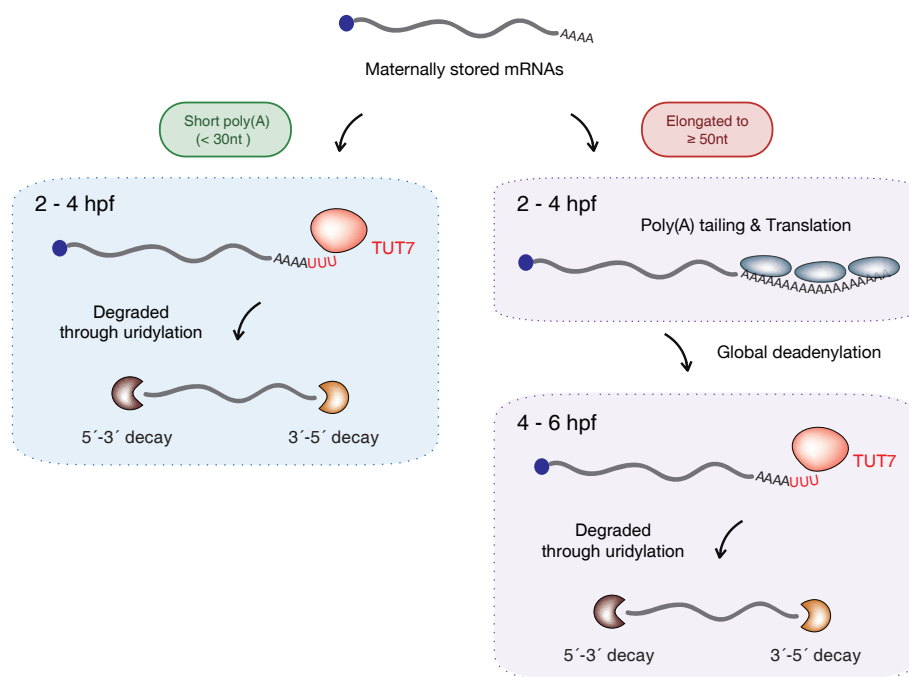 AAAA
Maternally stored mRNAs
Short poly(A)
(< 30nt )
Elongated to
≥ 50nt
2 - 4 hpf
TUT7
AAAAUUU
Degraded
through uridylation
5´-3´ decay
3´-5´ decay
2 - 4 hpf
Poly(A) tailing & Translation
AAAAAAAAAAAAAAAAAAA
Global deadenylation
4 - 6 hpf
TUT7
AAAAUUU
Degraded
through uridylation
5´-3´ decay
3´-5´ decay